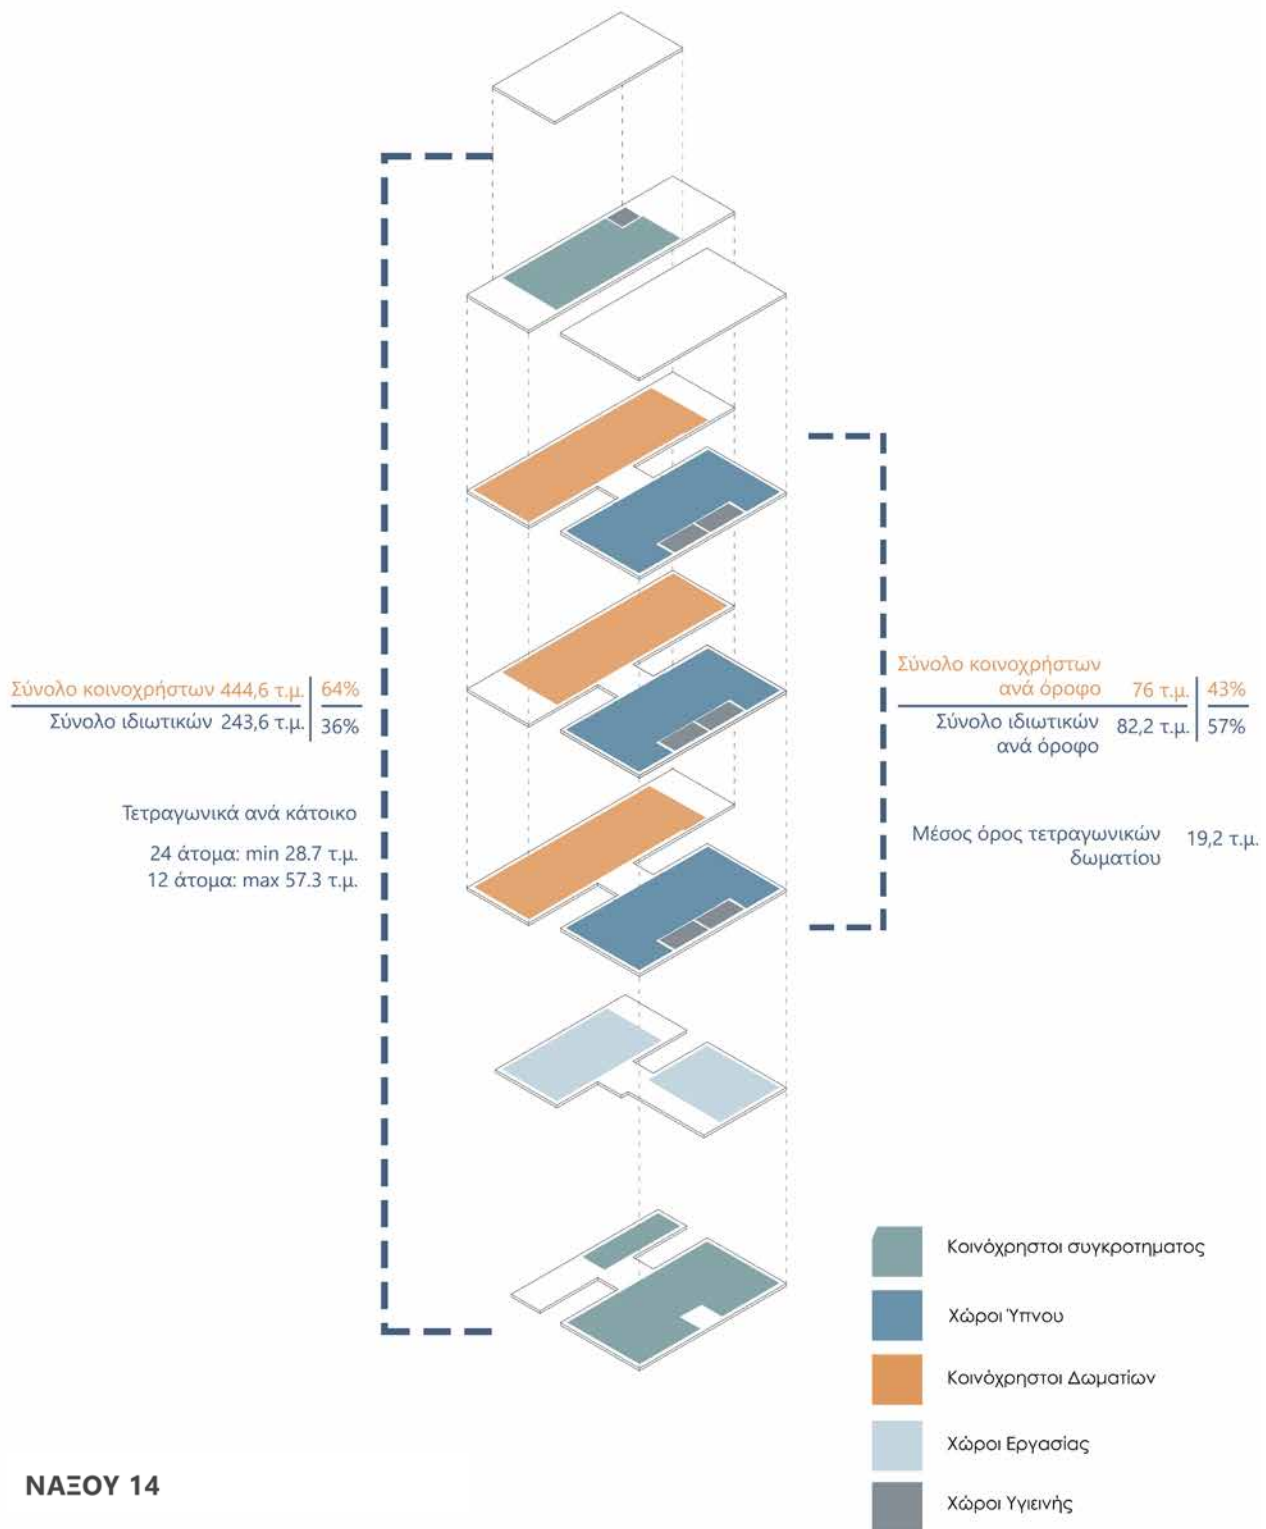 Σύνολο κοινοχρήστων 444,6 τ.μ. 64%
Σύνολο ιδιωτικών 243,6 τ.μ. 36%
Τετραγωνικά ανά κάτοικο
24 άτομα: min 28.7 τ.μ.
12 άτομα: max 57.3 τ.μ.
Σύνολο κοινοχρήστων
ανά όροφο 76 τ.μ. 43%
Σύνολο ιδιωτικών 82,2 τ.μ. 57%
ανά όροφο
Μέσος όρος τετραγωνικών 19,2 τ.μ.
δωματίου
Κοινόχρηστοι συγκροτηματος
Χώροι Ύπνου
Κοινόχρηστοι Δωματίων
Χώροι Εργασίας
Χώροι Υγιεινής
ΝΑΞΟΥ 14